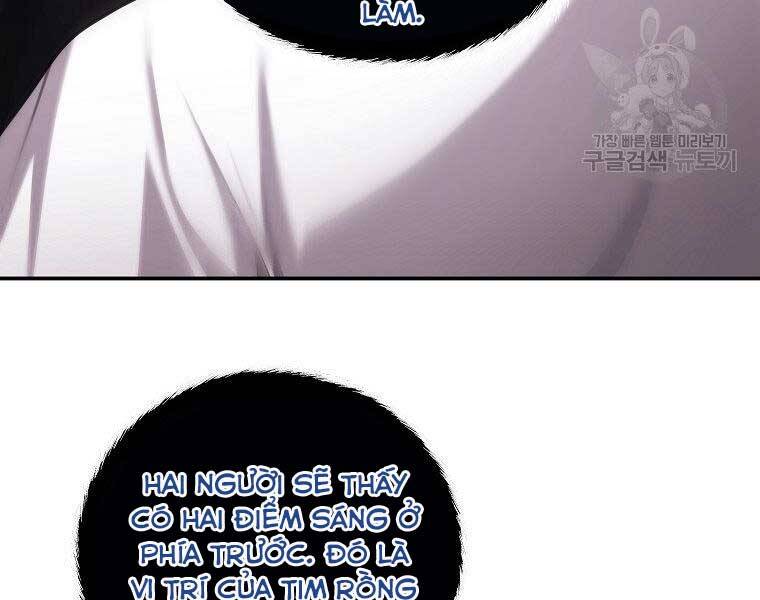 LÀM.
가장 빠른 웹툰 미리보기
구글검색 뉴토끼
HAI NGƯỜI SẼ THẤY
CÓ HAI ĐIỂM SÁNG Ở
PHÍA TRƯỚC. ĐÓ LÀ
VỊ TRÍ CỦA TIM RỒNG